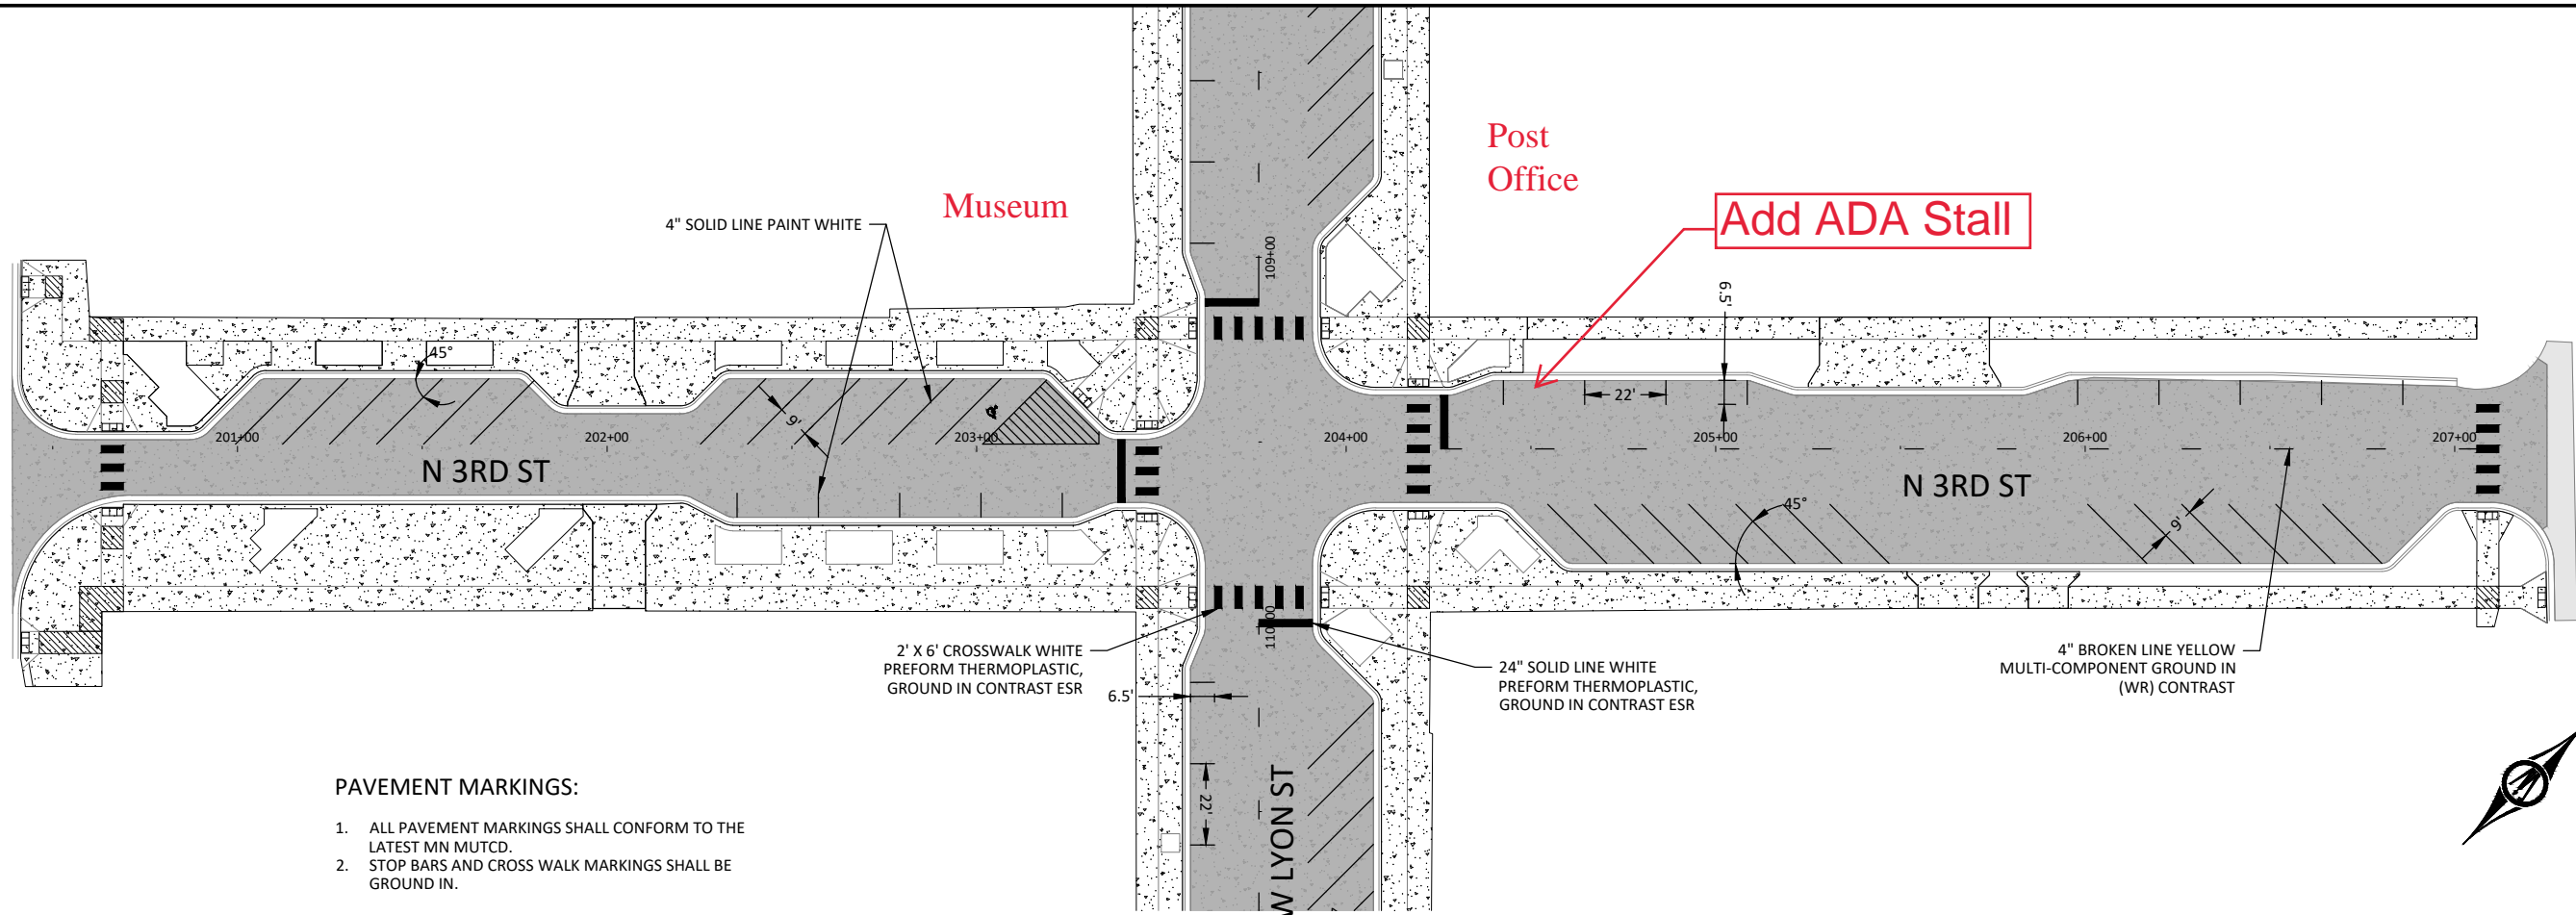 Post
Office
Museum
Add ADA Stall
4" SOLID LINE PAINT WHITE
109+00
6.5'
45°
22'
9'
201+00
202+00
203+00
204+00
205+00
206+00
207+00
N 3RD ST
N 3RD ST
45°
9'
110+00
2' X 6' CROSSWALK WHITE
PREFORM THERMOPLASTIC,
GROUND IN CONTRAST ESR
24" SOLID LINE WHITE
PREFORM THERMOPLASTIC,
GROUND IN CONTRAST ESR
4" BROKEN LINE YELLOW
MULTI-COMPONENT GROUND IN
(WR) CONTRAST
6.5'
22'
W LYON ST
PAVEMENT MARKINGS:
1. ALL PAVEMENT MARKINGS SHALL CONFORM TO THE
LATEST MN MUTCD.
2. STOP BARS AND CROSS WALK MARKINGS SHALL BE
GROUND IN.